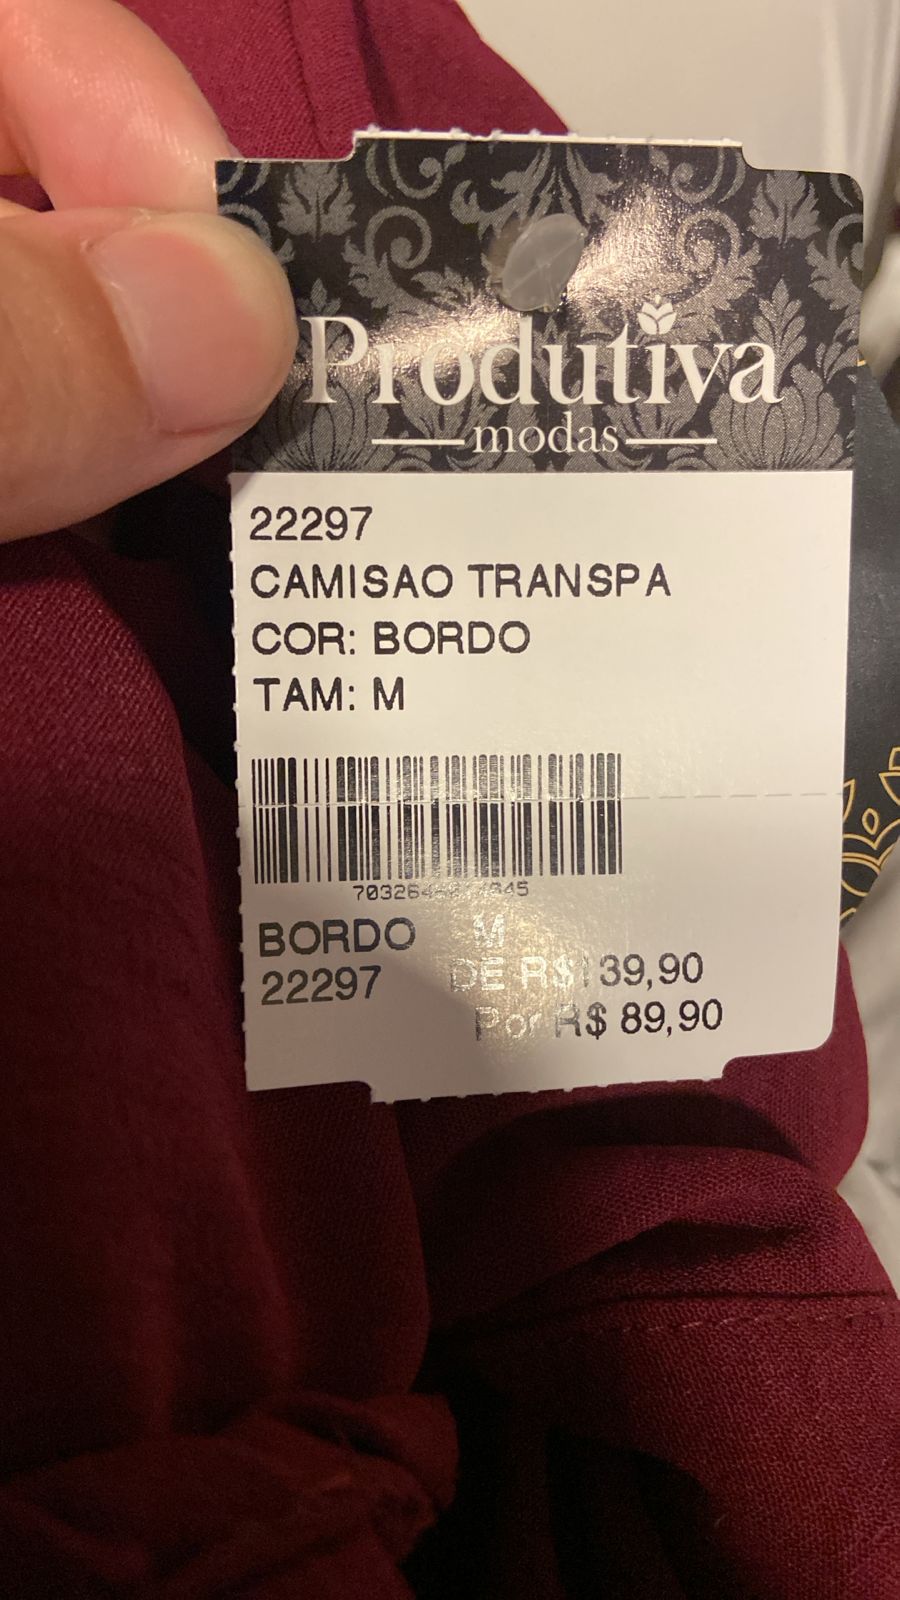 Produtiva
modas
22297
CAMISAO TRANSPA
COR: BORDO
TAM: M
BORDO M
22297 DE R$139,90
Por R$ 89,90